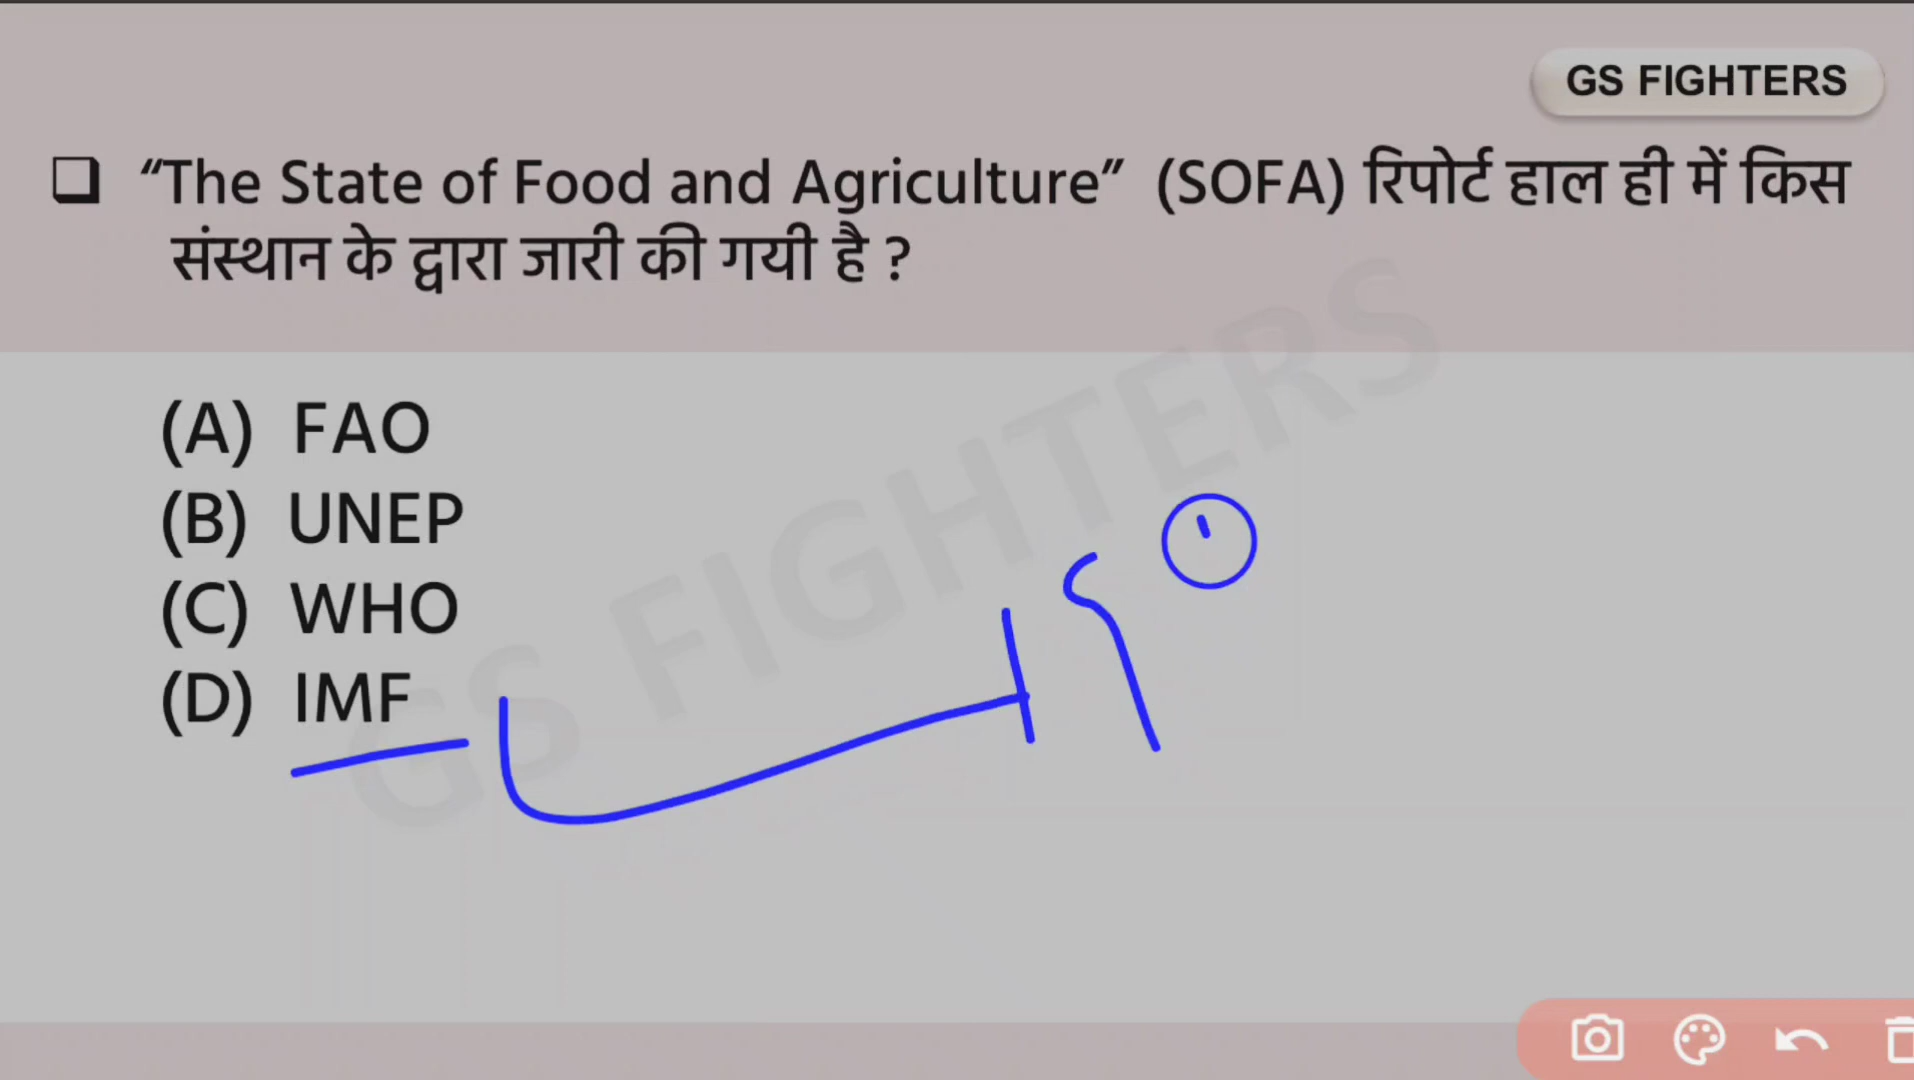 GS FIGHTERS
❑ “The State of Food and Agriculture” (SOFA) रिपोर्ट हाल ही में किस
संस्थान के द्वारा जारी की गयी है ?
GS FIGHTERS
(A) FAO
(B) UNEP
(C) WHO
(D) IMF